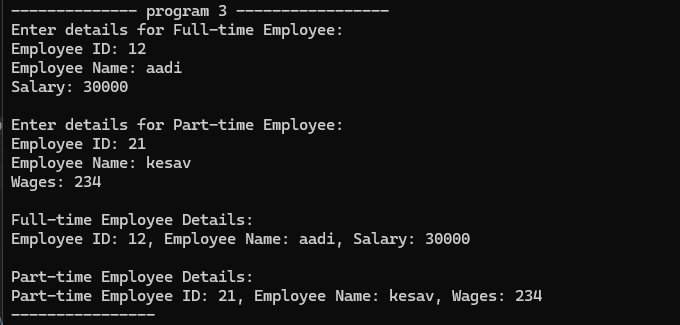 -------------- program 3 -----------------
Enter details for Full-time Employee:
Employee ID: 12
Employee Name: aadi
Salary: 30000
Enter details for Part-time Employee:
Employee ID: 21
Employee Name: kesav
Wages: 234
Full-time Employee Details:
Employee ID: 12, Employee Name: aadi, Salary: 30000
Part-time Employee Details:
Part-time Employee ID: 21, Employee Name: kesav, Wages: 234
----------------